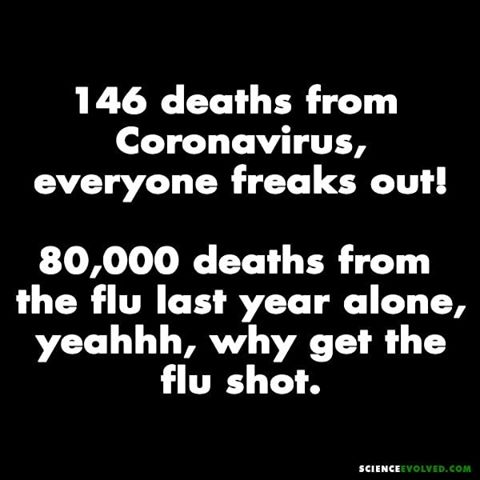 146 deaths from
Coronavirus,
everyone freaks out!
80,000 deaths from
the flu last year alone,
yeahhh, why get the
flu shot.
SCIENCEEVOLVED.COM